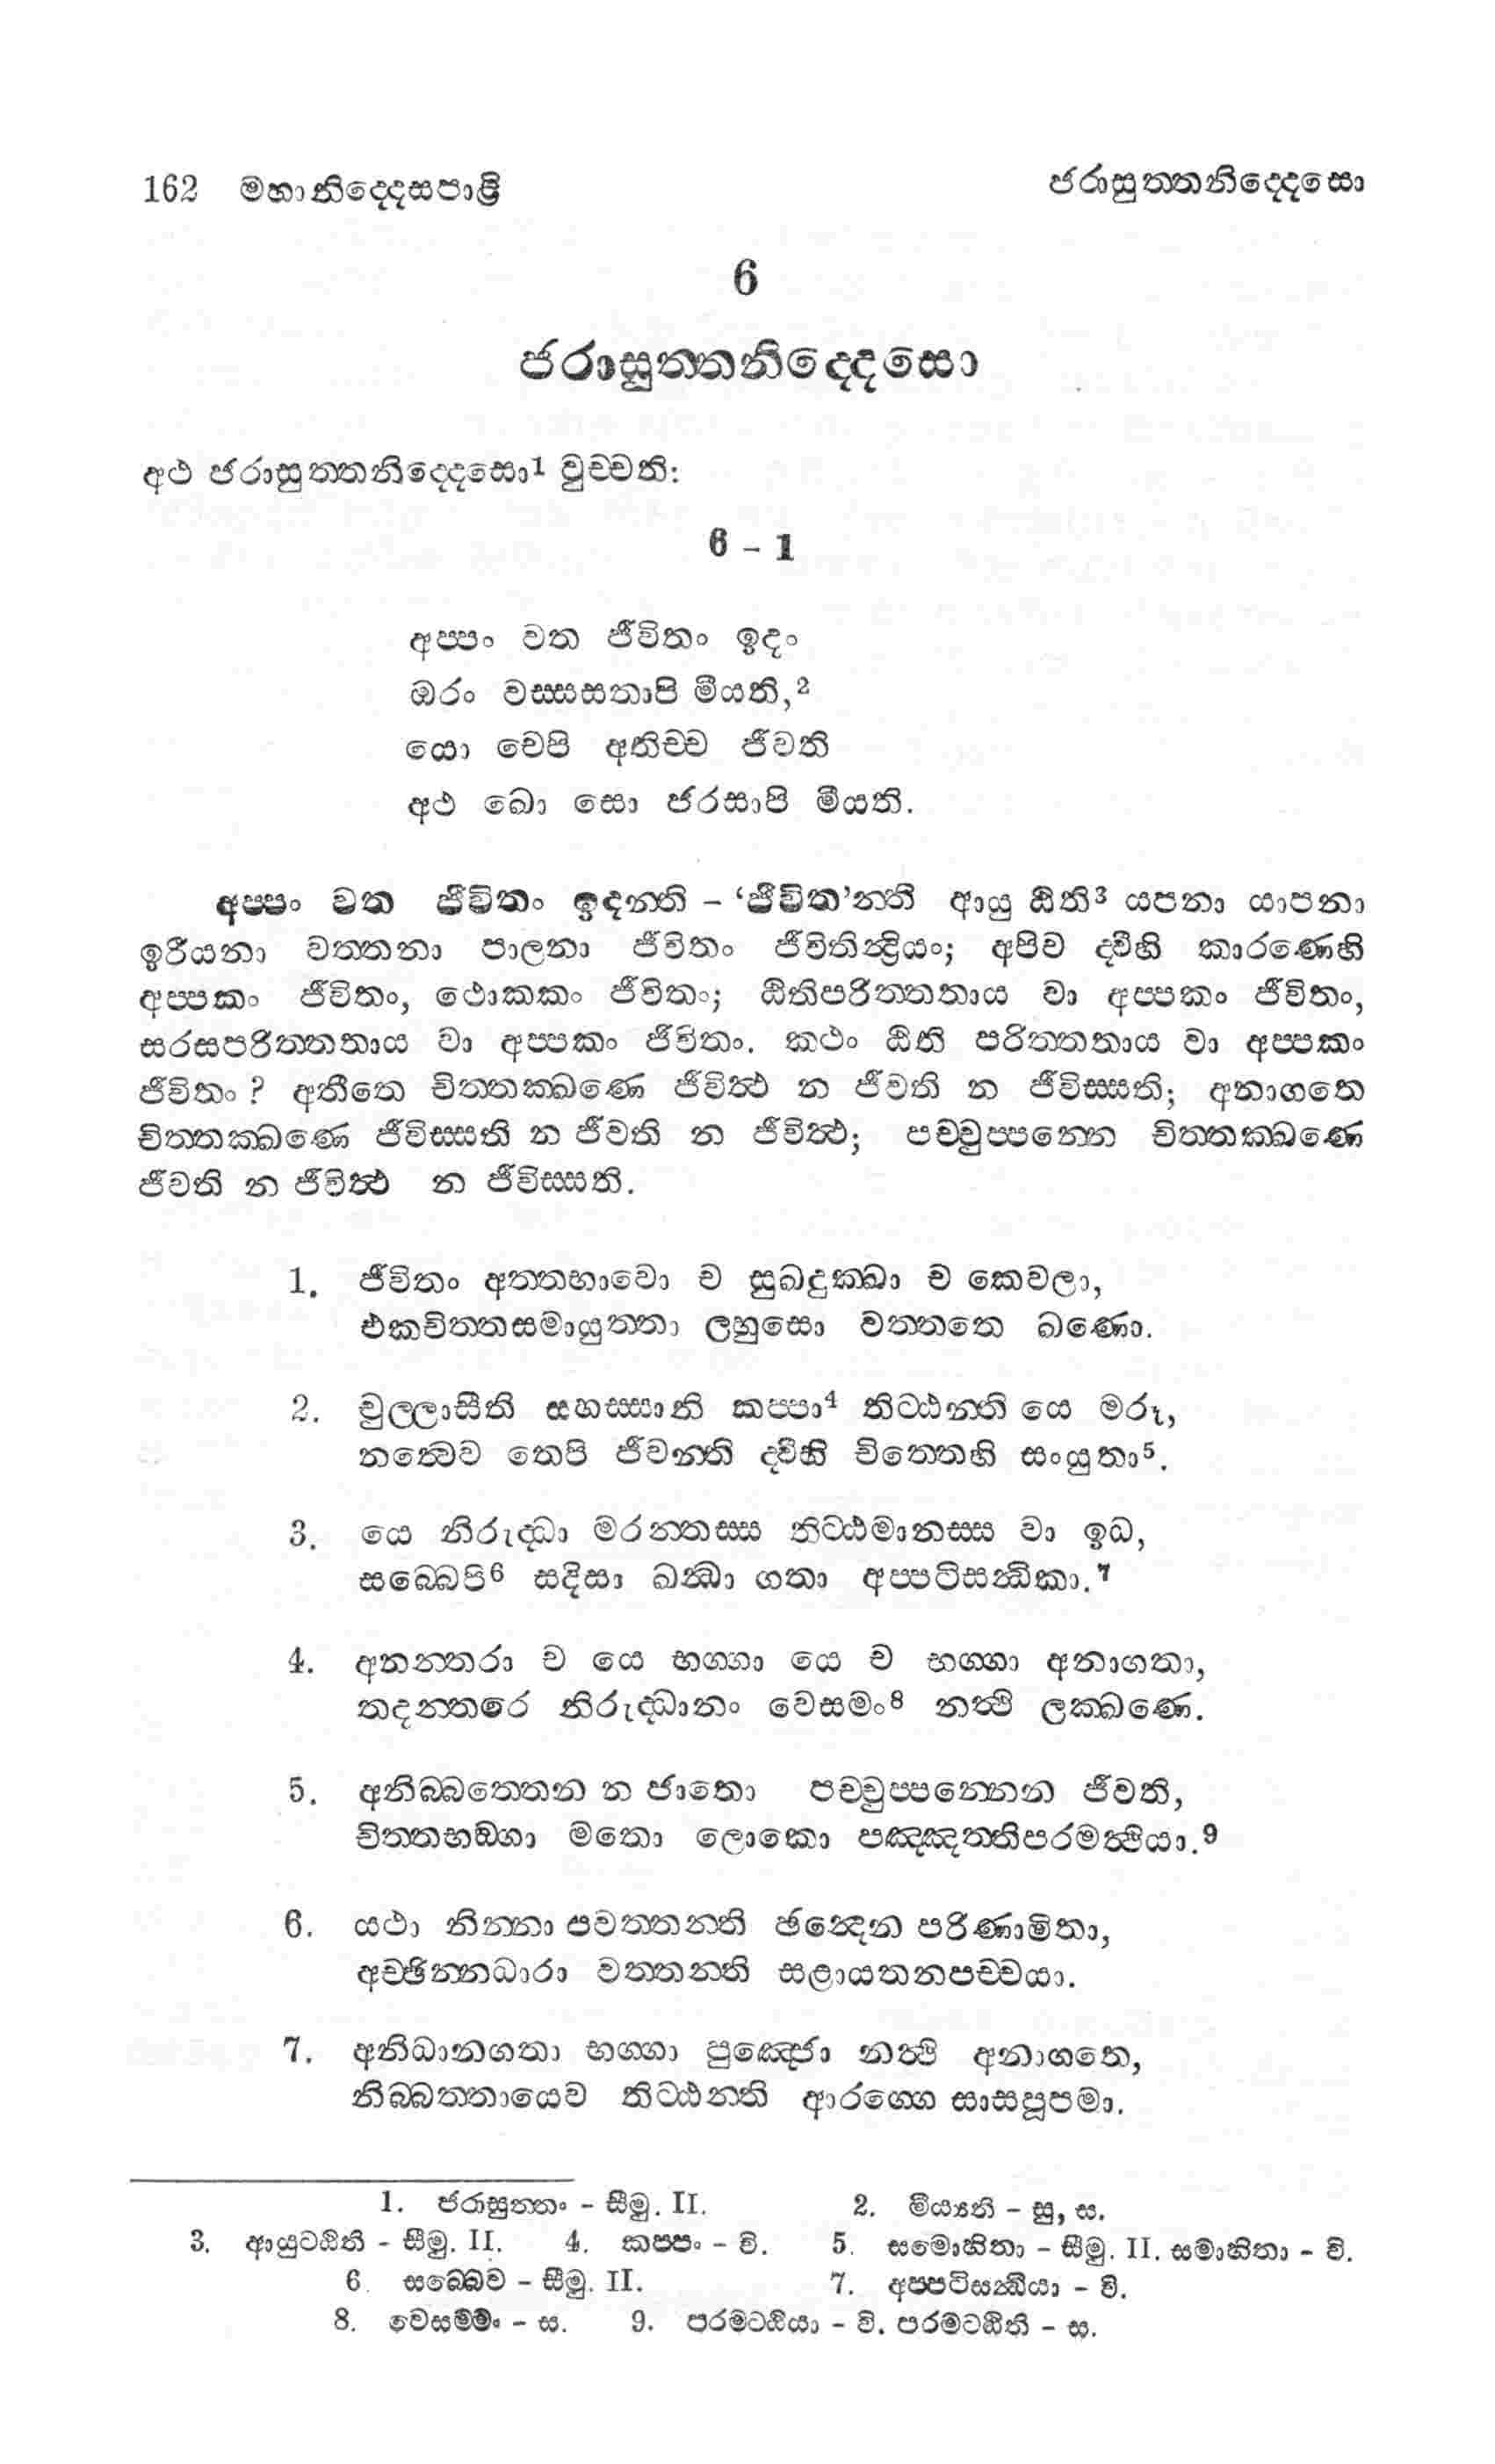 162 මහානිද්දෙසපාළි
ජරාසුත්තනිද්දෙසො
6
ජරාසුත්තනිද්දෙසො
අථ ජරාසුත්තනිද්දෙසො¹ වුච්චති:
6 – 1
අප්පං වත ජීවිතං ඉදං
ඔරං වස්සසතාපි මීයති,²
යො චෙපි අතිච්ච ජීවති
අථ ඛො සො ජරසාපි මීයති.
අප්පං වත ජීවිතං ඉදන්ති – ‘ජීවිත’න්ති ආයු ඨිති³ යපනා යාපනා
ඉරියනා වත්තනා පාලනා ජීවිතං ජීවිතින්ද්‍රියං; අපිච ද්වීහි කාරණෙහි
අප්පකං ජීවිතං, ථොකකං ජීවිතං; ඨිතිපරිත්තතාය වා අප්පකං ජීවිතං,
සරසපරිත්තතාය වා අප්පකං ජීවිතං. කථං ඨිති පරිත්තතාය වා අප්පකං
ජීවිතං ? අතීතෙ චිත්තක්ඛණෙ ජීවිත්ථ න ජීවති න ජීවිස්සති; අනාගතෙ
චිත්තක්ඛණෙ ජීවිස්සති න ජීවති න ජීවිත්ථ; පච්චුප්පන්නෙ චිත්තක්ඛණෙ
ජීවති න ජීවිත්ථ න ජීවිස්සති.
1. ජීවිතං අත්තභාවො ච සුඛදුක්ඛා ච කෙවලා,
එකචිත්තසමායුත්තා ලහුසො වත්තතෙ ඛණො.
2. චුල්ලාසීති සහස්සානි කප්පා⁴ තිට්ඨන්ති යෙ මරූ,
නත්වෙව තෙපි ජීවන්ති ද්වීහි චිත්තෙහි සංයුතා⁵.
3. යෙ නිරුද්ධා මරන්තස්ස තිට්ඨමානස්ස වා ඉධ,
සබ්බෙපි⁶ සදිසා ඛන්ධා ගතා අප්පටිසන්ධිකා.⁷
4. අනන්තරා ච යෙ භග්ගා යෙ ච භග්ගා අනාගතා,
තදන්තරෙ නිරුද්ධානං වෙසමං⁸ නත්ථි ලක්ඛණෙ.
5. අනිබ්බත්තෙන න ජාතො පච්චුප්පන්නෙන ජීවති,
චිත්තභඞ්ගා මතො ලොකො පඤ්ඤත්තිපරමත්ථියා.⁹
6. යථා නින්නා පවත්තන්ති ඡන්දෙන පරිණාමිතා,
අච්ඡින්නධාරා වත්තන්ති සළායතනපච්චයා.
7. අනිධානගතා භග්ගා පුඤ්ජො නත්ථි අනාගතෙ,
නිබ්බත්තායෙව තිට්ඨන්ති ආරග්ගෙ සාසපූපමා.
1. ජරාසුත්තං – සීමු. II. 2. මීය්‍යති – සු, ස.
3. ආයුට්ඨිති – සීමු. II. 4. කප්පං – වි. 5. සමොහිතා – සීමු. II. සමාහිතා – වි.
6. සබ්බෙව – සීමු. II. 7. අප්පටිසන්ධියා – වි.
8. වෙසම්මං – ස. 9. පරමට්ඨියා – වි. පරමට්ඨිති – ස.